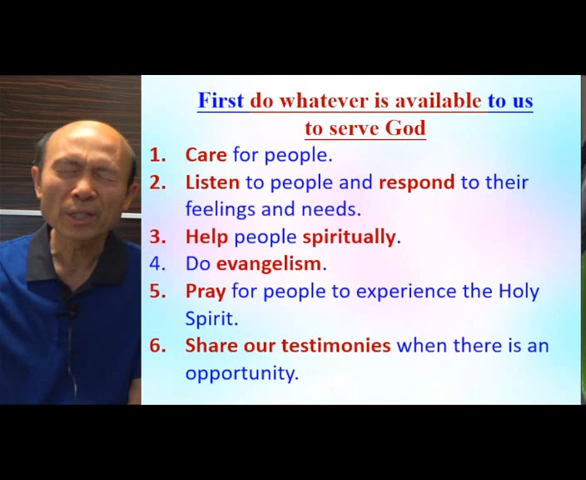 First do whatever is available to us
to serve God
1. Care for people.
2. Listen to people and respond to their
feelings and needs.
3. Help people spiritually.
4. Do evangelism.
5. Pray for people to experience the Holy
Spirit.
6. Share our testimonies when there is an
opportunity.